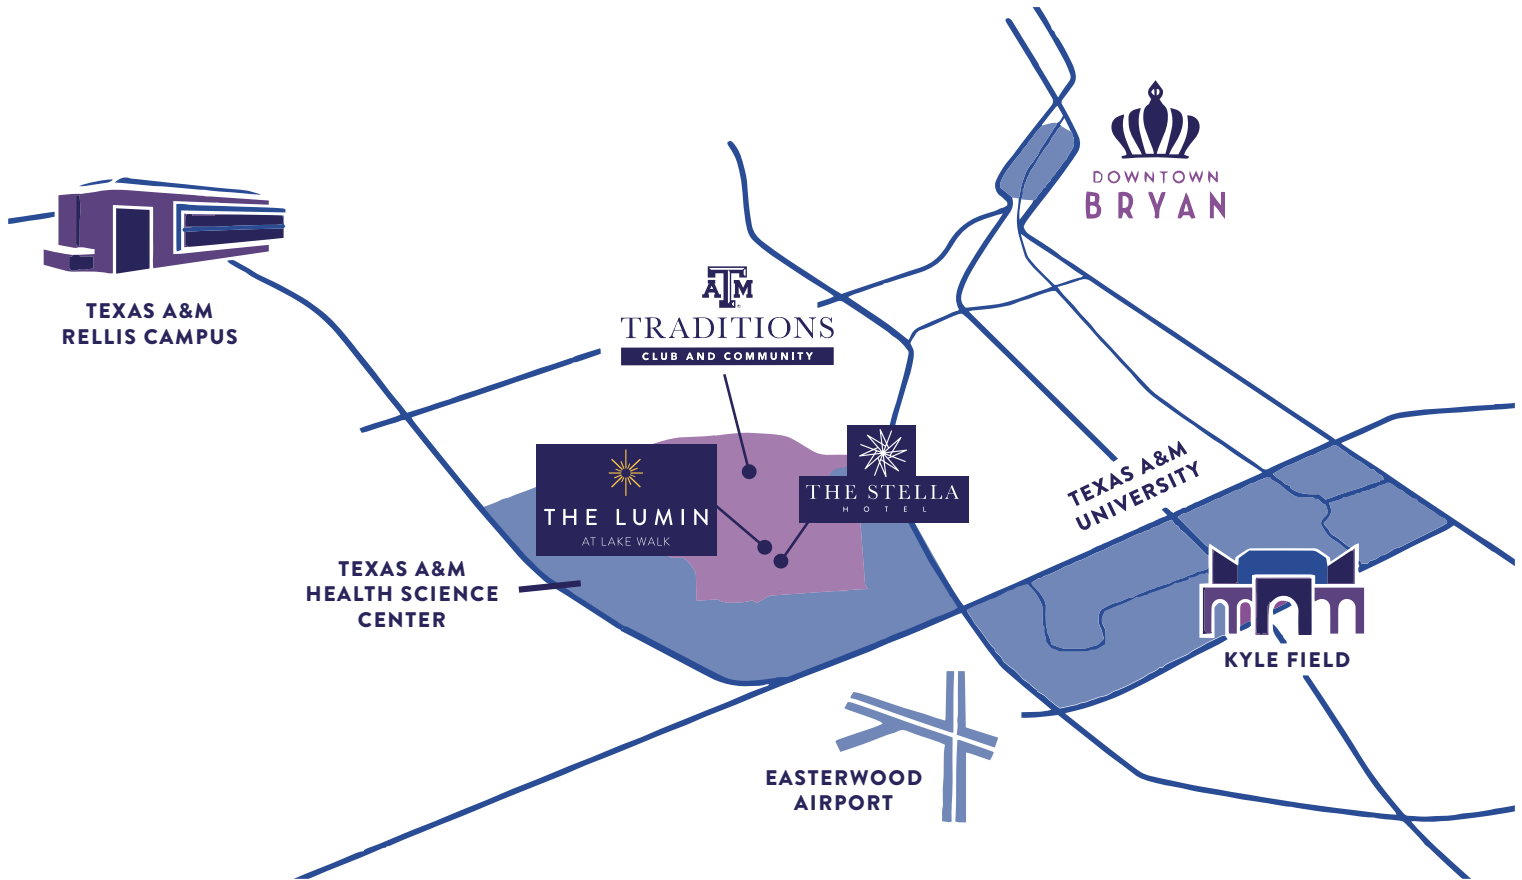 DOWNTOWN
BRYAN
TEXAS A&M
RELLIS CAMPUS
ATM
TRADITIONS
CLUB AND COMMUNITY
THE LUMIN
AT LAKE WALK
THE STELLA
HOTEL
TEXAS A&M
UNIVERSITY
TEXAS A&M
HEALTH SCIENCE
CENTER
KYLE FIELD
EASTERWOOD
AIRPORT